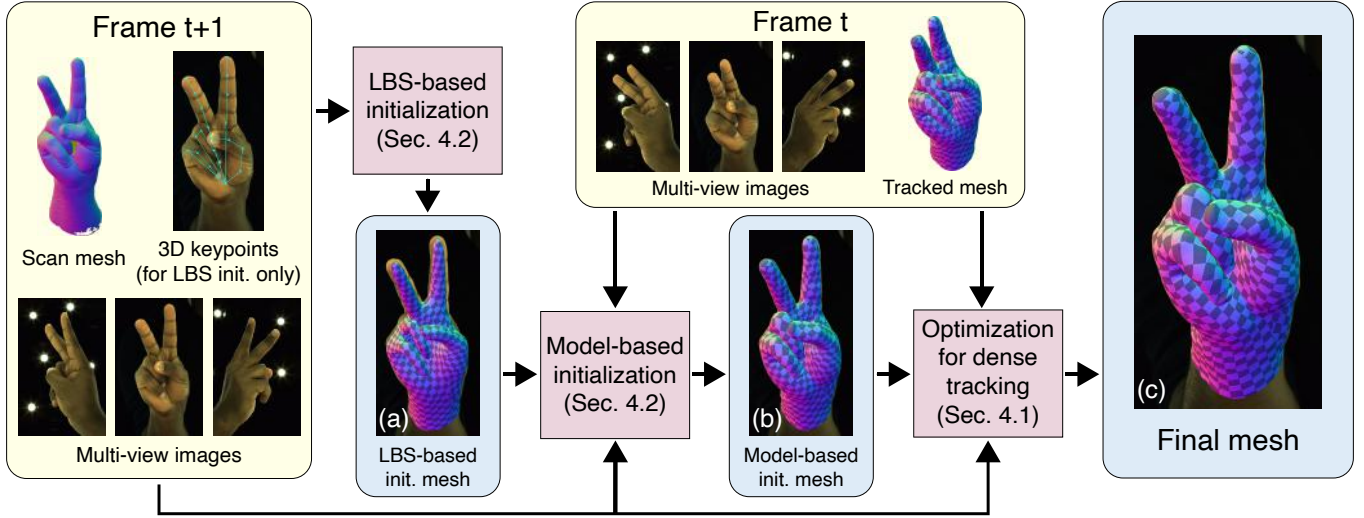 Frame t+1
Scan mesh
3D keypoints
(for LBS init. only)
Multi-view images
LBS-based
initialization
(Sec. 4.2)
(a)
LBS-based
init. mesh
Frame t
Multi-view images
Tracked mesh
Model-based
initialization
(Sec. 4.2)
(b)
Model-based
init. mesh
Optimization
for dense
tracking
(Sec. 4.1)
(c)
Final mesh